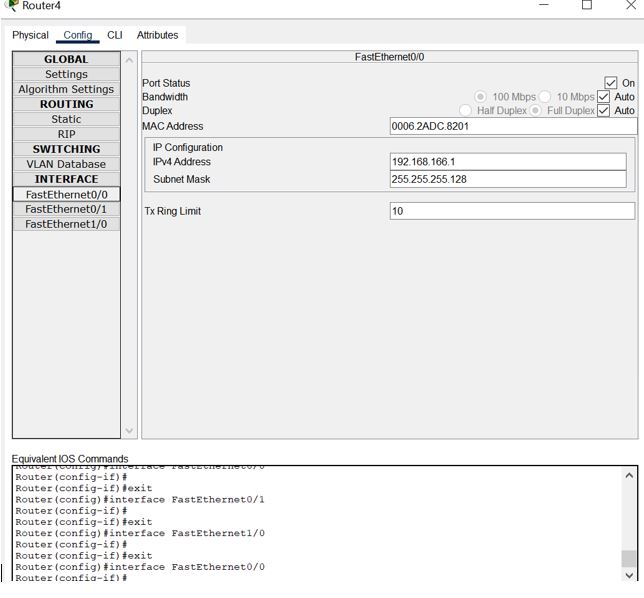 Router4
Physical Config CLI Attributes
GLOBAL
Settings
Algorithm Settings
ROUTING
Static
RIP
SWITCHING
VLAN Database
INTERFACE
FastEthernet0/0
FastEthernet0/1
FastEthernet1/0
FastEthernet0/0
Port Status On
Bandwidth 100 Mbps 10 Mbps Auto
Duplex Half Duplex Full Duplex Auto
MAC Address 0006.2ADC.8201
IP Configuration
IPv4 Address 192.168.166.1
Subnet Mask 255.255.255.128
Tx Ring Limit 10
Equivalent IOS Commands
Router(config)#interface FastEthernet0/0
Router(config-if)#
Router(config-if)#exit
Router(config)#interface FastEthernet0/1
Router(config-if)#
Router(config-if)#exit
Router(config)#interface FastEthernet1/0
Router(config-if)#
Router(config-if)#exit
Router(config)#interface FastEthernet0/0
Router(config-if)#